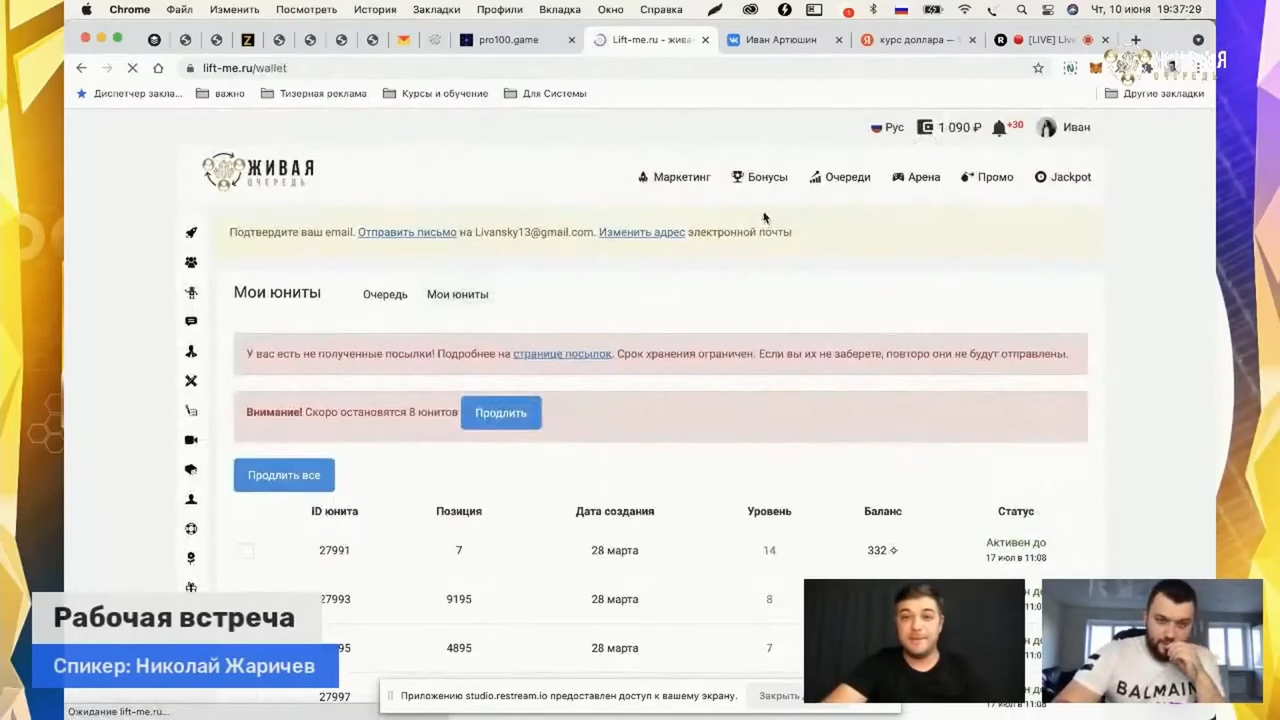 Chrome Файл Изменить Посмотреть История Закладки Профили Вкладка Окно Справка Чт, 10 июня 19:37:29
pro100.game Lift-me.ru - жива Иван Артюшин курс доллара — [LIVE] Live
lift-me.ru/wallet
ЖИВАЯ
ОЧЕРЕДЬ
Диспетчер закла... важно Тизерная реклама Курсы и обучение Для Системы Другие закладки
Рус 1 090 ₽ +30 Иван
ЖИВАЯ
ОЧЕРЕДЬ
Маркетинг Бонусы Очереди Арена Промо Jackpot
Подтвердите ваш email. Отправить письмо на Livansky13@gmail.com. Изменить адрес электронной почты
Мои юниты Очередь Мои юниты
У вас есть не полученные посылки! Подробнее на странице посылок. Срок хранения ограничен. Если вы их не заберете, повторо они не будут отправлены.
Внимание! Скоро остановятся 8 юнитов Продлить
Продлить все
ID юнита Позиция Дата создания Уровень Баланс Статус
27991 7 28 марта 14 332 Активен до
17 июл в 11:08
27993 9195 28 марта 8
95 4895 28 марта 7
27997
Рабочая встреча
Спикер: Николай Жаричев
BALMAIN
Приложению studio.restream.io предоставлен доступ к вашему экрану. Закрыть
Ожидание lift-me.ru...